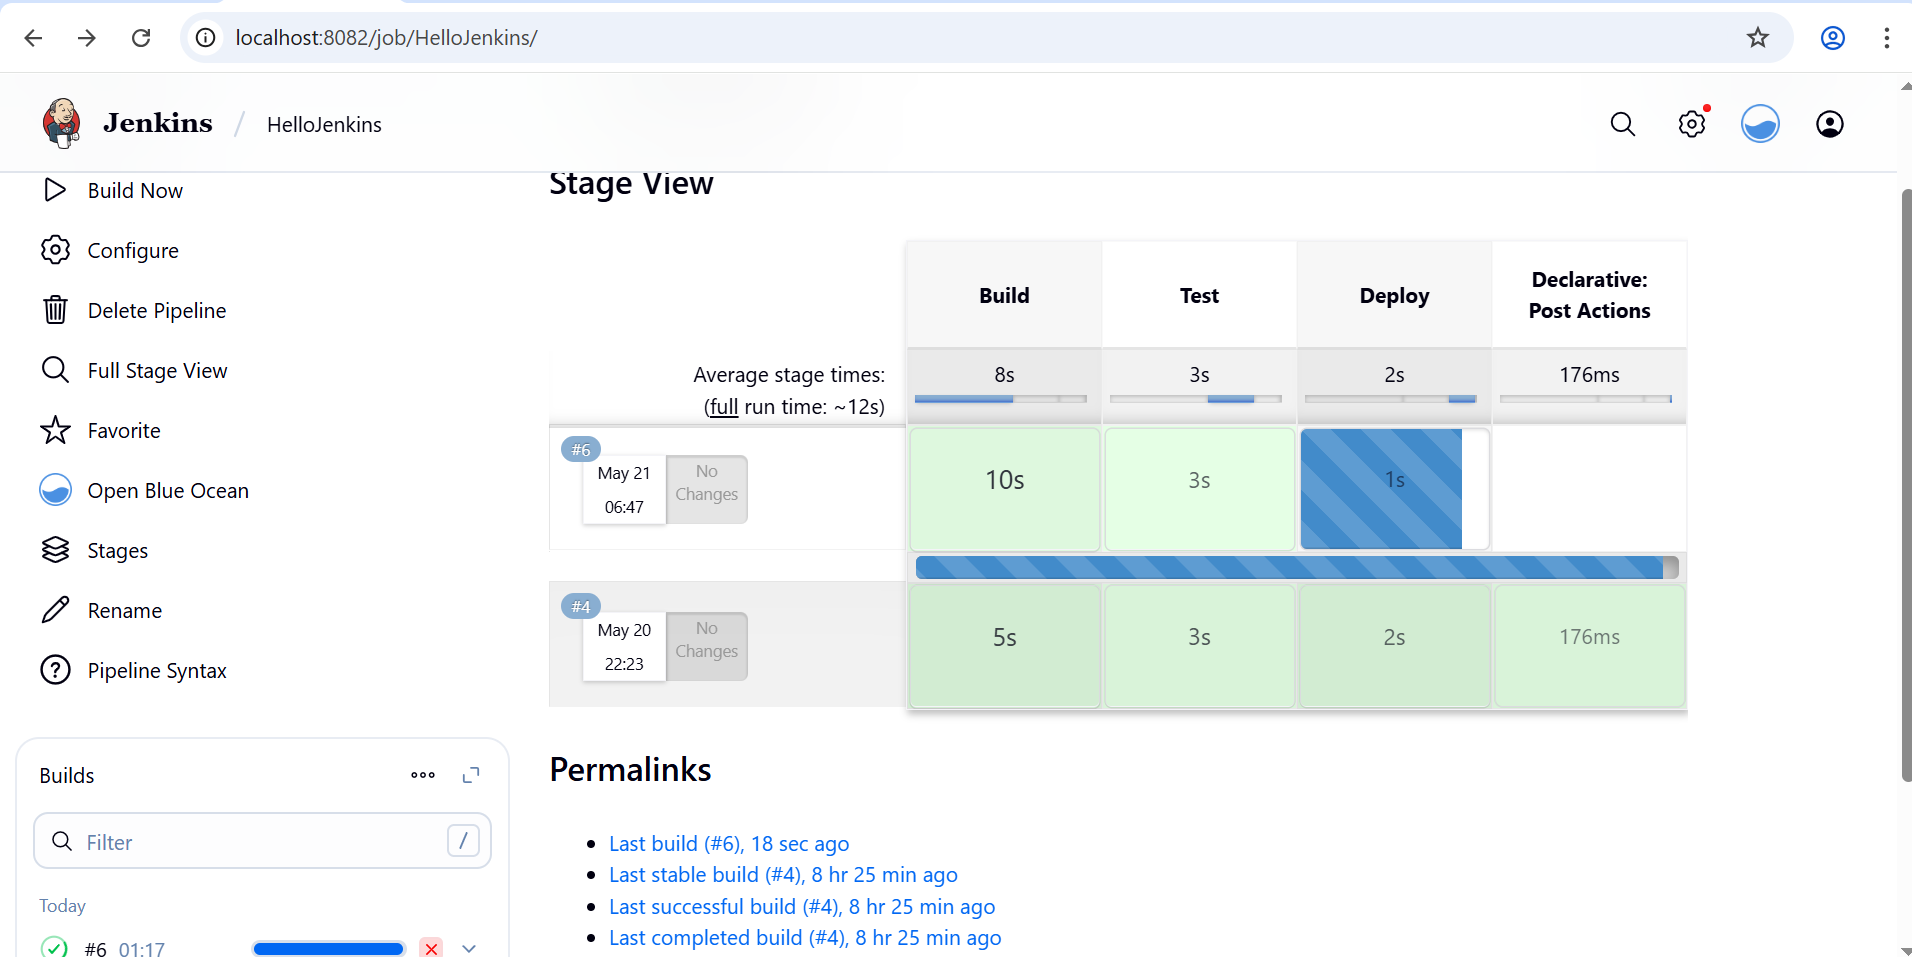 localhost:8082/job/HelloJenkins/
Jenkins / HelloJenkins
Build Now
Configure
Delete Pipeline
Full Stage View
Favorite
Open Blue Ocean
Stages
Rename
Pipeline Syntax
Builds
Filter /
Today
#6 01:17
Stage View
Build Test Deploy Declarative:
Post Actions
Average stage times:
(full run time: ~12s)
8s 3s 2s 176ms
#6
May 21
06:47
No
Changes
10s 3s 1s
#4
May 20
22:23
No
Changes
5s 3s 2s 176ms
Permalinks
Last build (#6), 18 sec ago
Last stable build (#4), 8 hr 25 min ago
Last successful build (#4), 8 hr 25 min ago
Last completed build (#4), 8 hr 25 min ago